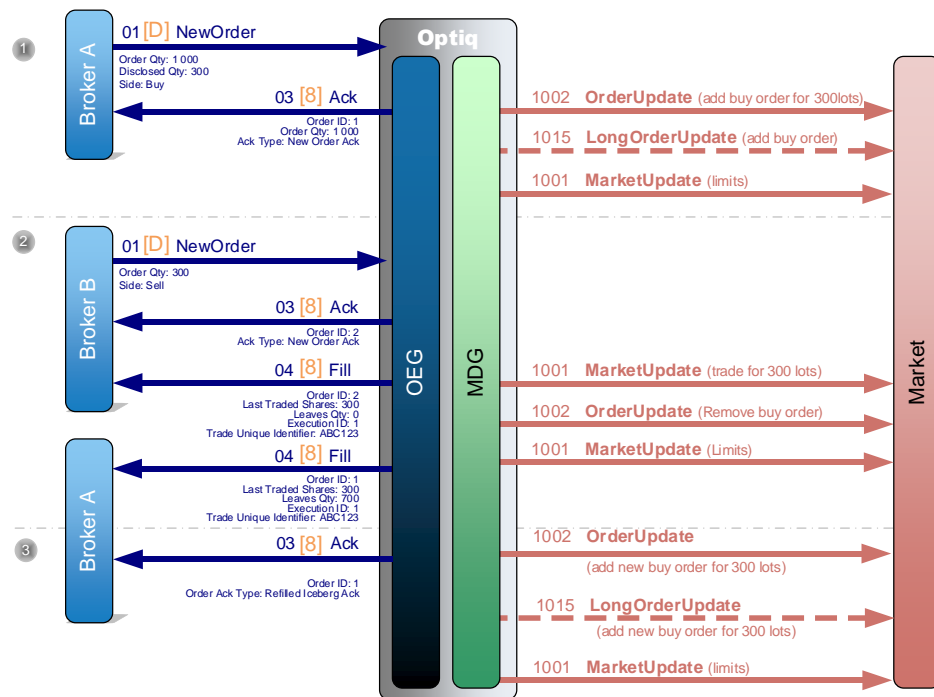 Optiq
1
Broker A
01 [D] NewOrder
Order Qty: 1 000
Disclosed Qty: 300
Side: Buy
03 [8] Ack
Order ID: 1
Order Qty: 1 000
Ack Type: New Order Ack
1002 OrderUpdate (add buy order for 300lots)
1015 LongOrderUpdate (add buy order)
1001 MarketUpdate (limits)
2
Broker B
01 [D] NewOrder
Order Qty: 300
Side: Sell
03 [8] Ack
Order ID: 2
Ack Type: New Order Ack
04 [8] Fill
Order ID: 2
Last Traded Shares: 300
Leaves Qty: 0
Execution ID: 1
Trade Unique Identifier: ABC123
OEG
MDG
Market
1001 MarketUpdate (trade for 300 lots)
1002 OrderUpdate (Remove buy order)
1001 MarketUpdate (Limits)
Broker A
04 [8] Fill
Order ID: 1
Last Traded Shares: 300
Leaves Qty: 700
Execution ID: 1
Trade Unique Identifier: ABC123
3
03 [8] Ack
Order ID: 1
Order Ack Type: Refilled Iceberg Ack
1002 OrderUpdate
(add new buy order for 300 lots)
1015 LongOrderUpdate
(add new buy order for 300 lots)
1001 MarketUpdate (limits)